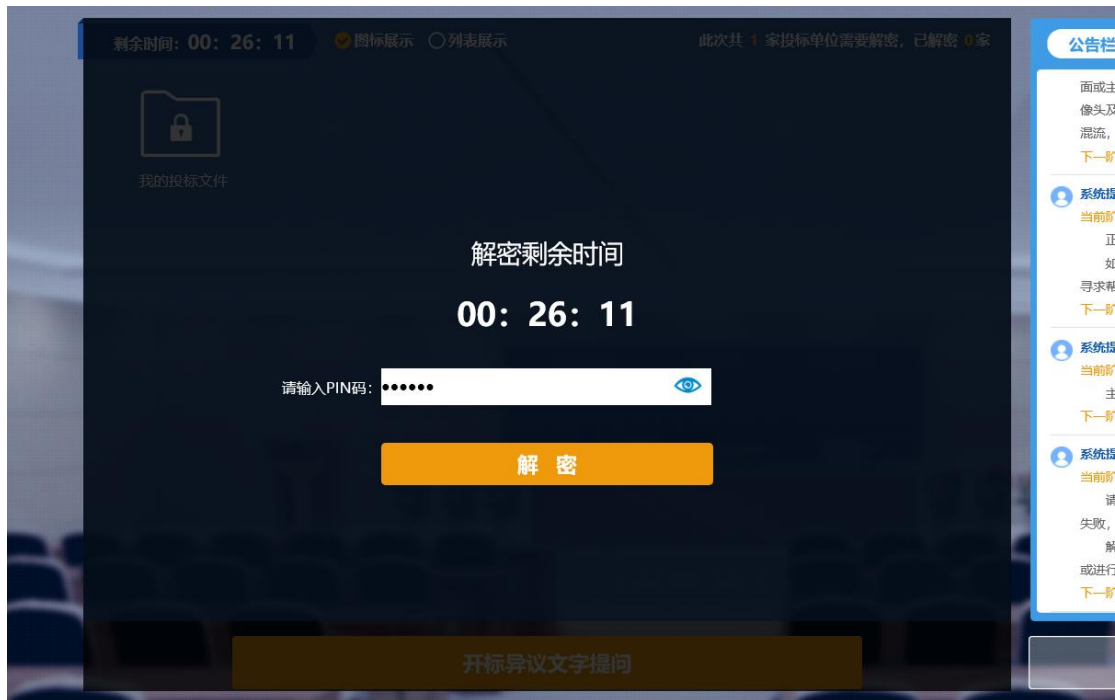 剩余时间：00：26：11 图标展示 列表展示 此次共 1 家投标单位需要解密，已解密 0家
我的投标文件
解密剩余时间
00：26：11
请输入PIN码：••••••
解 密
开标异议文字提问
公告栏
面或主
像头及
混流，
下一阶
系统提
当前阶
正
如
寻求帮
下一阶
系统提
当前阶
主
下一阶
系统提
当前阶
请
失败，
解
或进行
下一阶